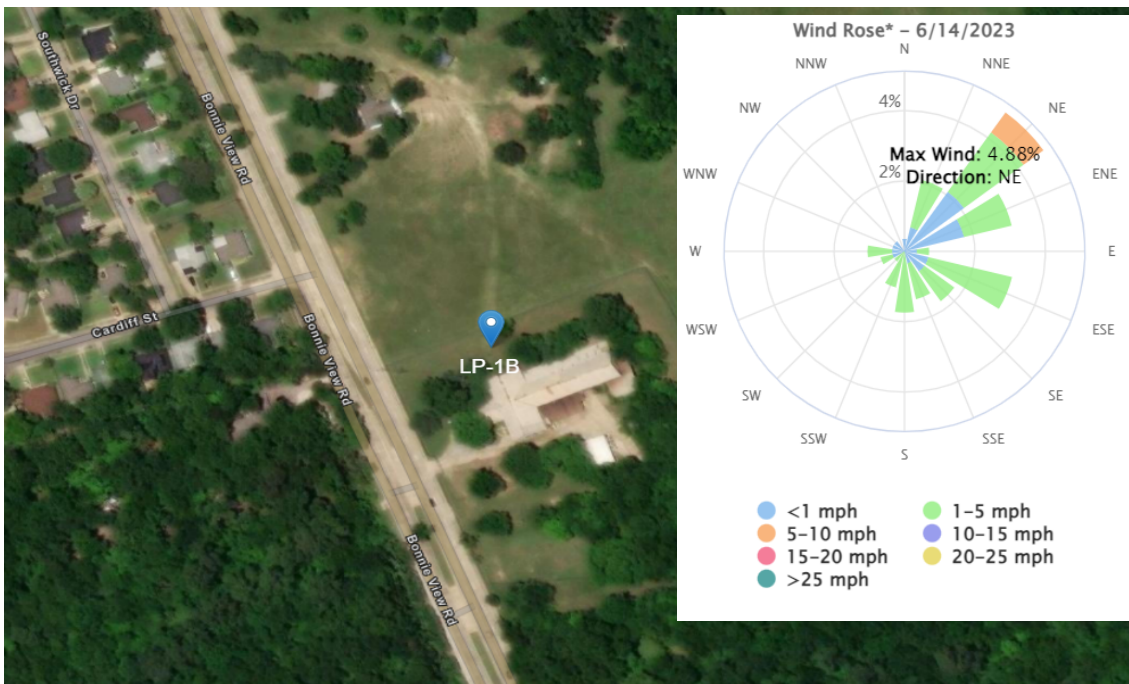 Southwick Dr
Bonnie View Rd
Cardiff St
Bonnie View Rd
LP-1B
Bonnie View Rd
Wind Rose* – 6/14/2023
N
NNW
NNE
NW
NE
4%
Max Wind: 4.88%
2%
Direction: NE
WNW
ENE
W
E
WSW
ESE
SW
SE
SSW
SSE
S
<1 mph
1–5 mph
5–10 mph
10–15 mph
15–20 mph
20–25 mph
>25 mph